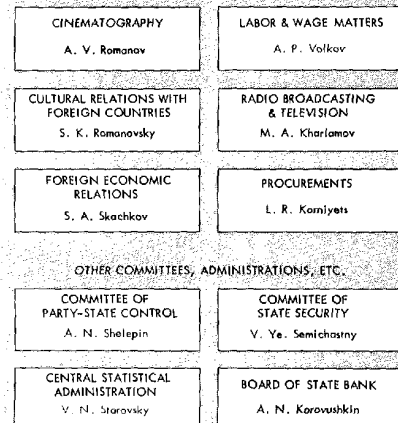 CINEMATOGRAPHY
A. V. Romanov
LABOR & WAGE MATTERS
A. P. Volkov
CULTURAL RELATIONS WITH
FOREIGN COUNTRIES
S. K. Romanovsky
RADIO BROADCASTING
& TELEVISION
M. A. Kharlamov
FOREIGN ECONOMIC
RELATIONS
S. A. Skachkov
PROCUREMENTS
L. R. Korniyets
OTHER COMMITTEES, ADMINISTRATIONS, ETC.
COMMITTEE OF
PARTY-STATE CONTROL
A. N. Shelepin
COMMITTEE OF
STATE SECURITY
V. Ye. Semichastny
CENTRAL STATISTICAL
ADMINISTRATION
V. N. Starovsky
BOARD OF STATE BANK
A. N. Korovushkin